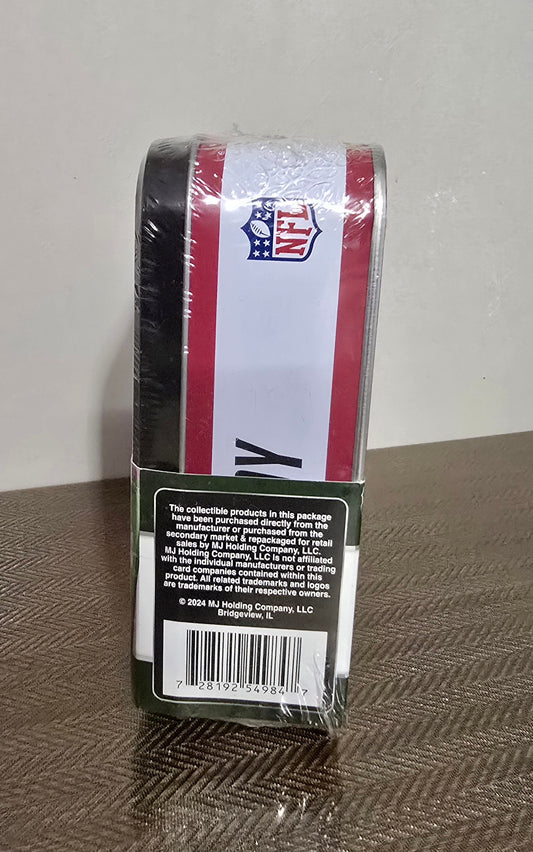 NFL
The collectible products in this package
have been purchased directly from the
manufacturer or purchased from the
secondary market & repackaged for retail
sales by MJ Holding Company, LLC.
MJ Holding Company, LLC is not affiliated
with the individual manufacturers or trading
card companies contained within this
product. All related trademarks and logos
are trademarks of their respective owners.
© 2024 MJ Holding Company, LLC
Bridgeview, IL
7 28192 54984 7